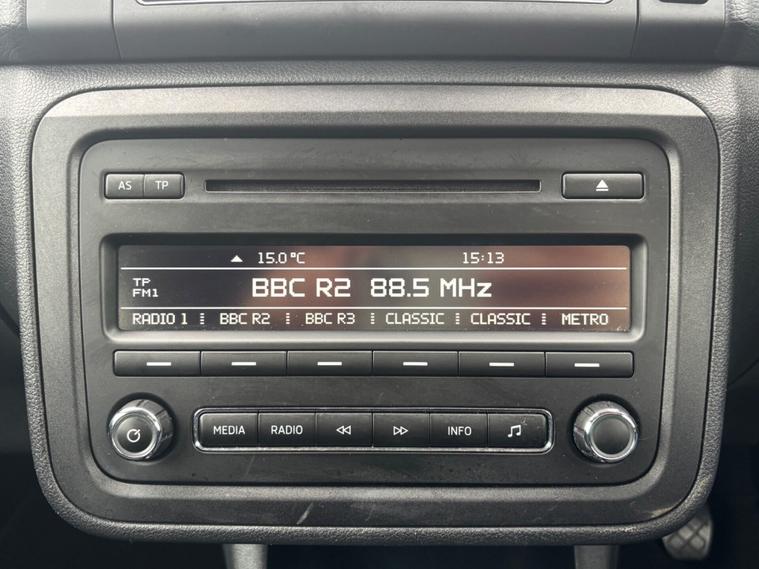 AS TP
15.0°C 15:13
TP
FM1
BBC R2 88.5 MHz
RADIO 1 BBC R2 BBC R3 CLASSIC CLASSIC METRO
MEDIA RADIO INFO